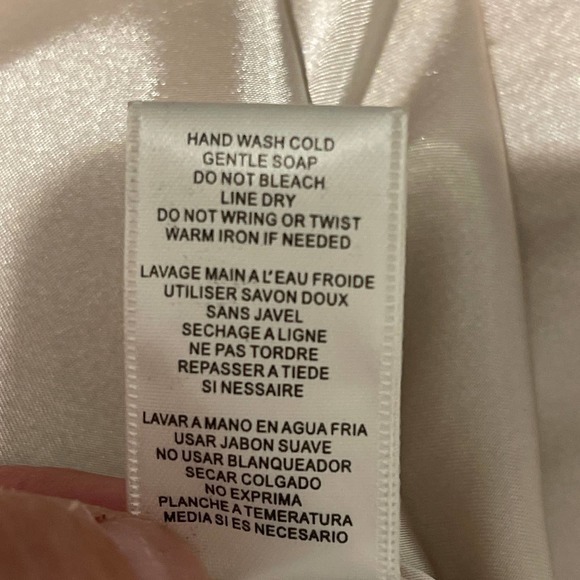 HAND WASH COLD
GENTLE SOAP
DO NOT BLEACH
LINE DRY
DO NOT WRING OR TWIST
WARM IRON IF NEEDED
LAVAGE MAIN A L'EAU FROIDE
UTILISER SAVON DOUX
SANS JAVEL
SECHAGE A LIGNE
NE PAS TORDRE
REPASSER A TIEDE
SI NESSAIRE
LAVAR A MANO EN AGUA FRIA
USAR JABON SUAVE
NO USAR BLANQUEADOR
SECAR COLGADO
NO EXPRIMA
PLANCHE A TEMERATURA
MEDIA SI ES NECESARIO